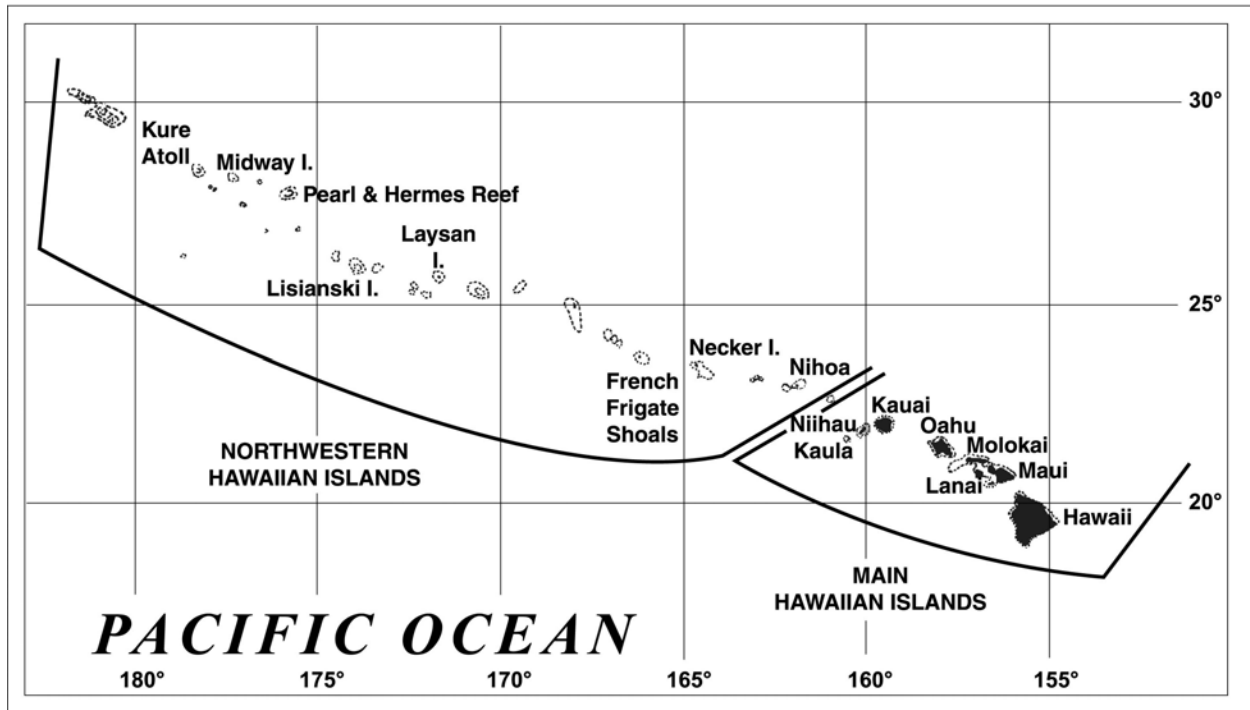 30°
Kure
Atoll
Midway I.
Pearl & Hermes Reef
Laysan
I.
Lisianski I.
25°
Necker I.
Nihoa
French
Frigate
Shoals
Kauai
Niihau
Kaula
Oahu
Molokai
Maui
Lanai
NORTHWESTERN
HAWAIIAN ISLANDS
20°
Hawaii
MAIN
HAWAIIAN ISLANDS
PACIFIC OCEAN
180°
175°
170°
165°
160°
155°